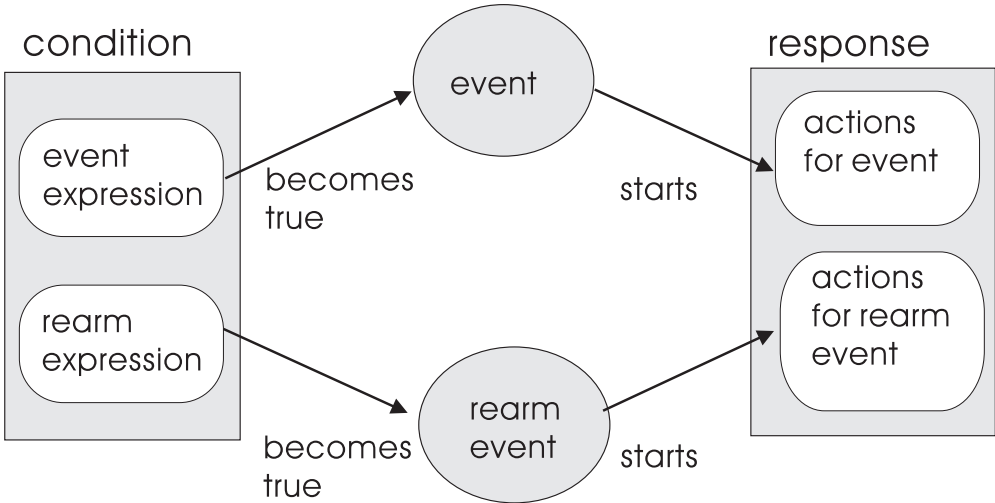 condition
event
expression
rearm
expression
becomes
true
becomes
true
event
rearm
event
starts
starts
response
actions
for event
actions
for rearm
event